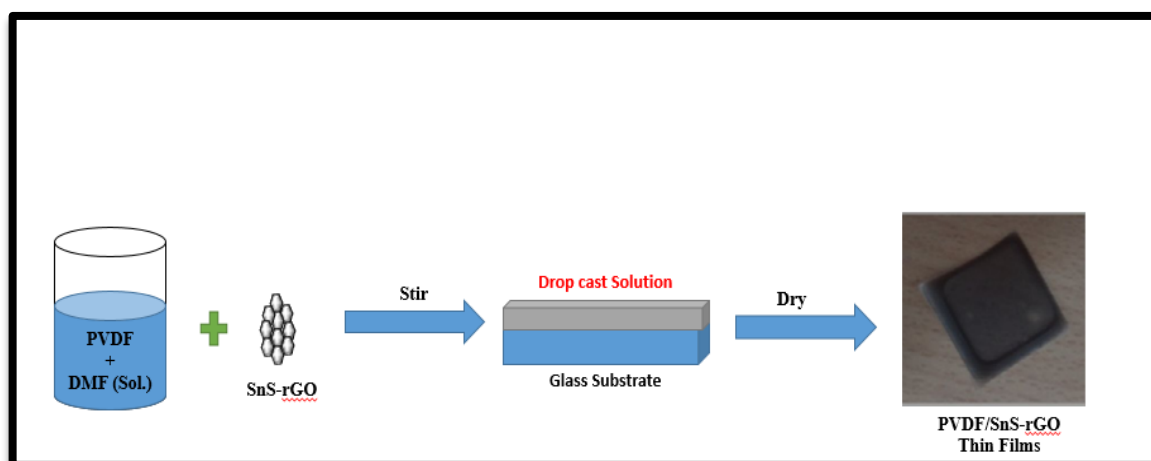 PVDF
+
DMF (Sol.)
SnS-rGO
Stir
Drop cast Solution
Glass Substrate
Dry
PVDF/SnS-rGO
Thin Films